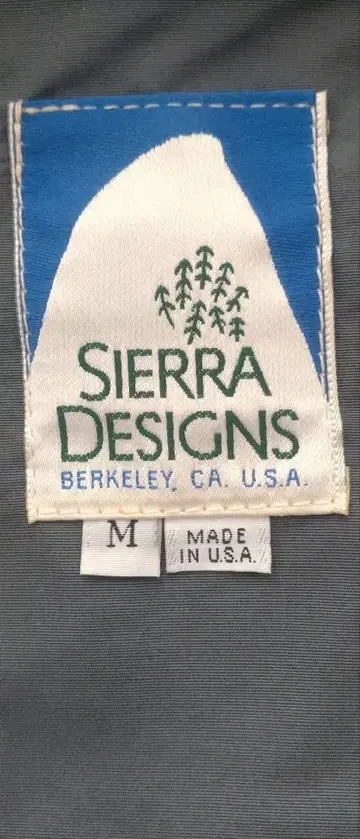 SIERRA
DESIGNS
BERKELEY, CA. U.S.A.
M
MADE
IN U.S.A.